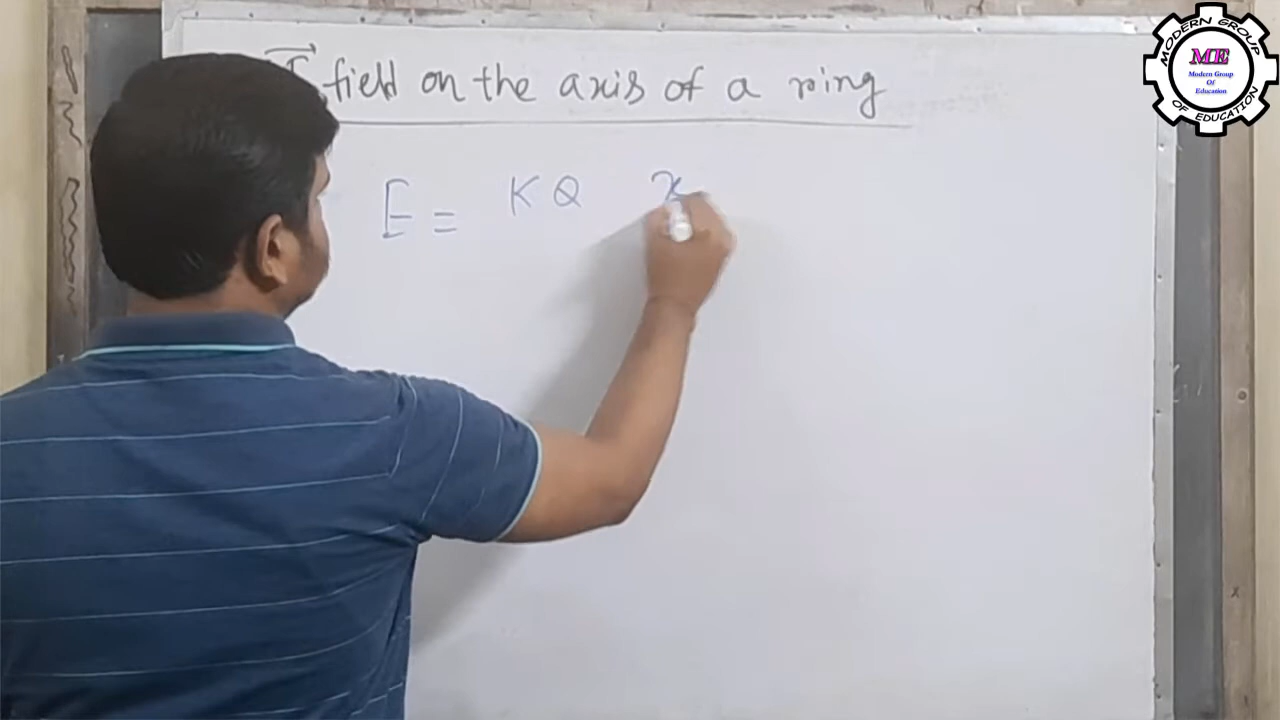 field on the axis of a ring
E = KQ x
MODERN GROUP
ME
Modern Group
Of
Education
OF EDUCATION